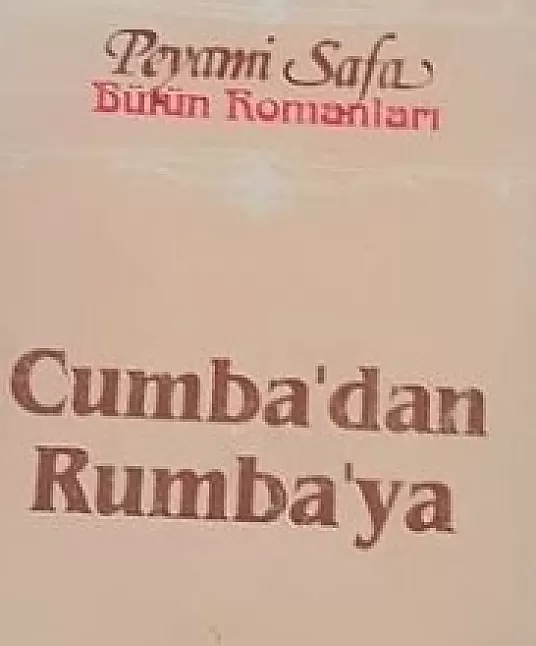 Peyami Safa
Bütün Romanları
Cumba'dan
Rumba'ya